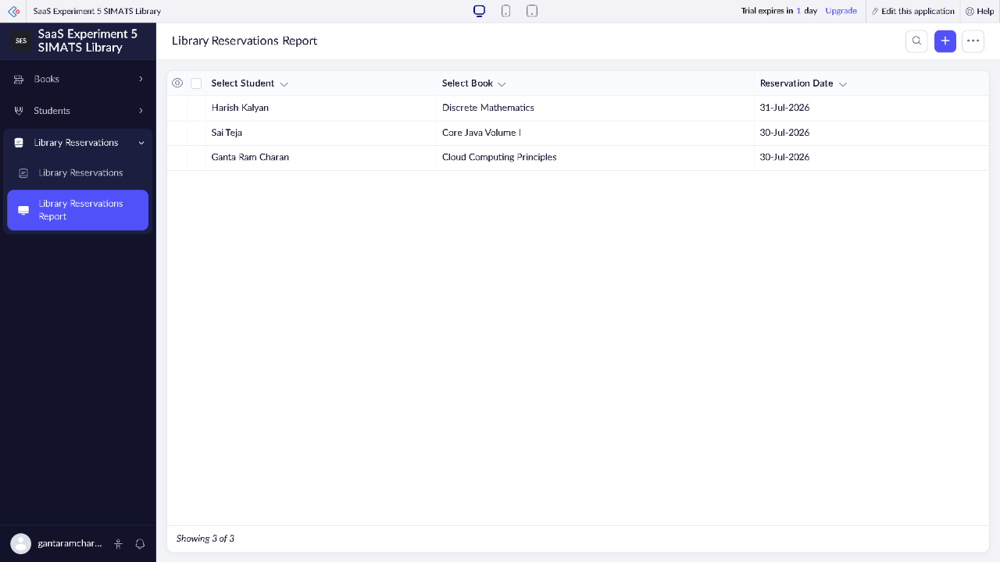 SaaS Experiment 5 SIMATS Library
Trial expires in 1 day Upgrade
Edit this application
Help
SES
SaaS Experiment 5
SIMATS Library
Books
Students
Library Reservations
Library Reservations
Library Reservations
Report
gantaramchar...
Library Reservations Report
Select Student Select Book Reservation Date
Harish Kalyan Discrete Mathematics 31-Jul-2026
Sai Teja Core Java Volume I 30-Jul-2026
Ganta Ram Charan Cloud Computing Principles 30-Jul-2026
Showing 3 of 3